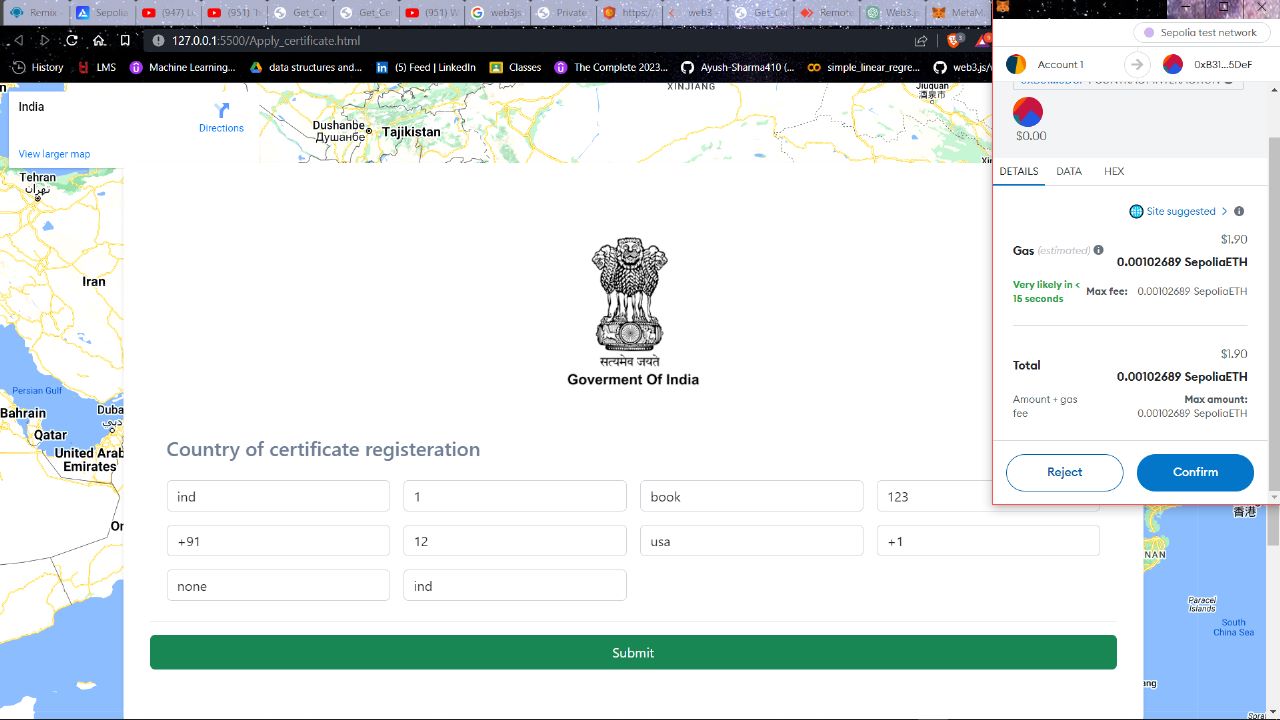 Remix -
Sepolia
(947) L
(951) T
Get_Ce
(951) W
web3js
Private
https:/
web3
Get_Ce
Remot
Web3.j
MetaM
127.0.0.1:5500/Apply_certificate.html
History
LMS
Machine Learning...
data structures and...
(5) Feed | LinkedIn
Classes
The Complete 2023...
Ayush-Sharma410 (...
simple_linear_regre...
web3.js/w
India
Directions
View larger map
XINJIANG
Jiuquan
酒泉市
Dushanbe
Душанбе
Tajikistan
Tehran
تهران
Iran
Persian Gulf
Bahrain
Duba
دبي
Qatar
United Arab
Emirates
सत्यमेव जयते
Goverment Of India
Country of certificate registeration
ind
1
book
123
+91
12
usa
+1
none
ind
Submit
Sepolia test network
Account 1
0xB31...5DeF
$0.00
DETAILS
DATA
HEX
Site suggested >
$1.90
Gas (estimated)
0.00102689 SepoliaETH
Very likely in <
15 seconds
Max fee: 0.00102689 SepoliaETH
$1.90
Total
0.00102689 SepoliaETH
Amount + gas
fee
Max amount:
0.00102689 SepoliaETH
Reject
Confirm
香港
NAN
Paracel
Islands
South
China Sea
ang